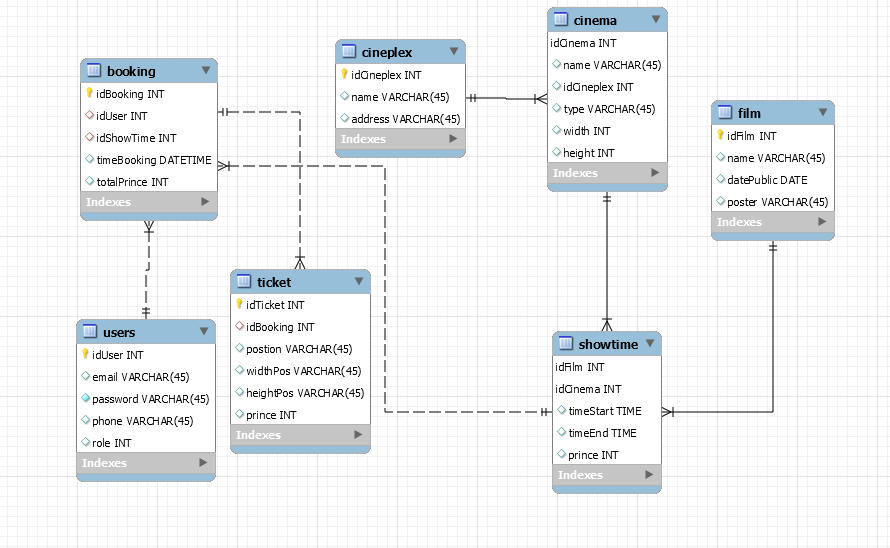 booking
idBooking INT
idUser INT
idShowTime INT
timeBooking DATETIME
totalPrince INT
Indexes
cineplex
idCineplex INT
name VARCHAR(45)
address VARCHAR(45)
Indexes
cinema
idCinema INT
name VARCHAR(45)
idCineplex INT
type VARCHAR(45)
width INT
height INT
Indexes
film
idFilm INT
name VARCHAR(45)
datePublic DATE
poster VARCHAR(45)
Indexes
users
idUser INT
email VARCHAR(45)
password VARCHAR(45)
phone VARCHAR(45)
role INT
Indexes
ticket
idTicket INT
idBooking INT
postion VARCHAR(45)
widthPos VARCHAR(45)
heightPos VARCHAR(45)
prince INT
Indexes
showtime
idFilm INT
idCinema INT
timeStart TIME
timeEnd TIME
prince INT
Indexes